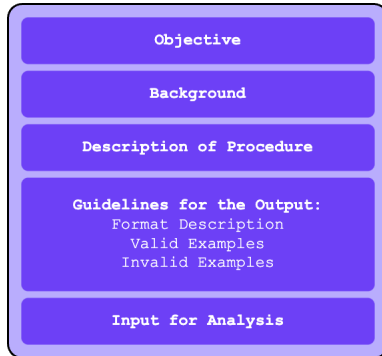 Objective
Background
Description of Procedure
Guidelines for the Output:
Format Description
Valid Examples
Invalid Examples
Input for Analysis